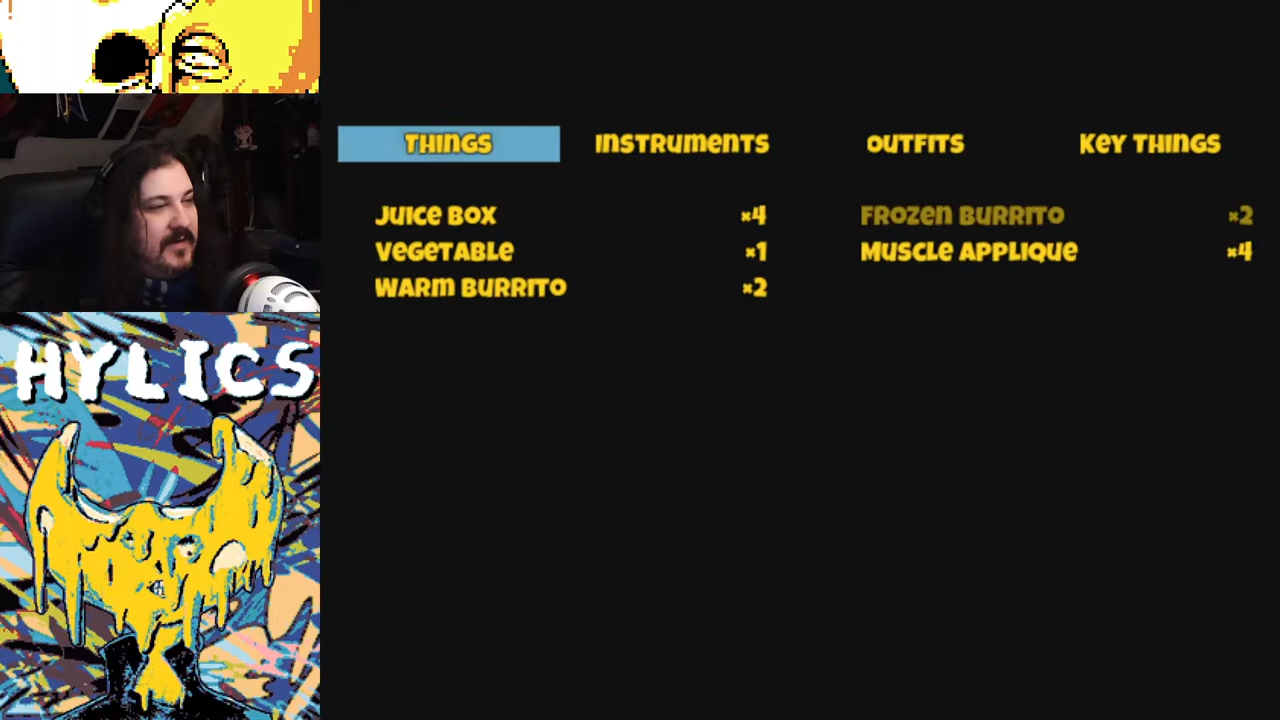 THINGS INSTRUMENTS OUTFITS KEY THINGS
JUICE BOX ×4 FROZEN BURRITO ×2
VEGETABLE ×1 MUSCLE APPLIQUE ×4
WARM BURRITO ×2
HYLICS